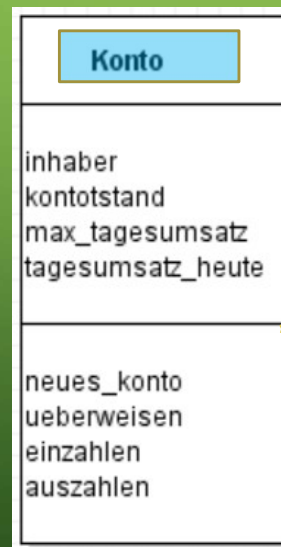 Konto
inhaber
kontotstand
max_tagesumsatz
tagesumsatz_heute
neues_konto
ueberweisen
einzahlen
auszahlen